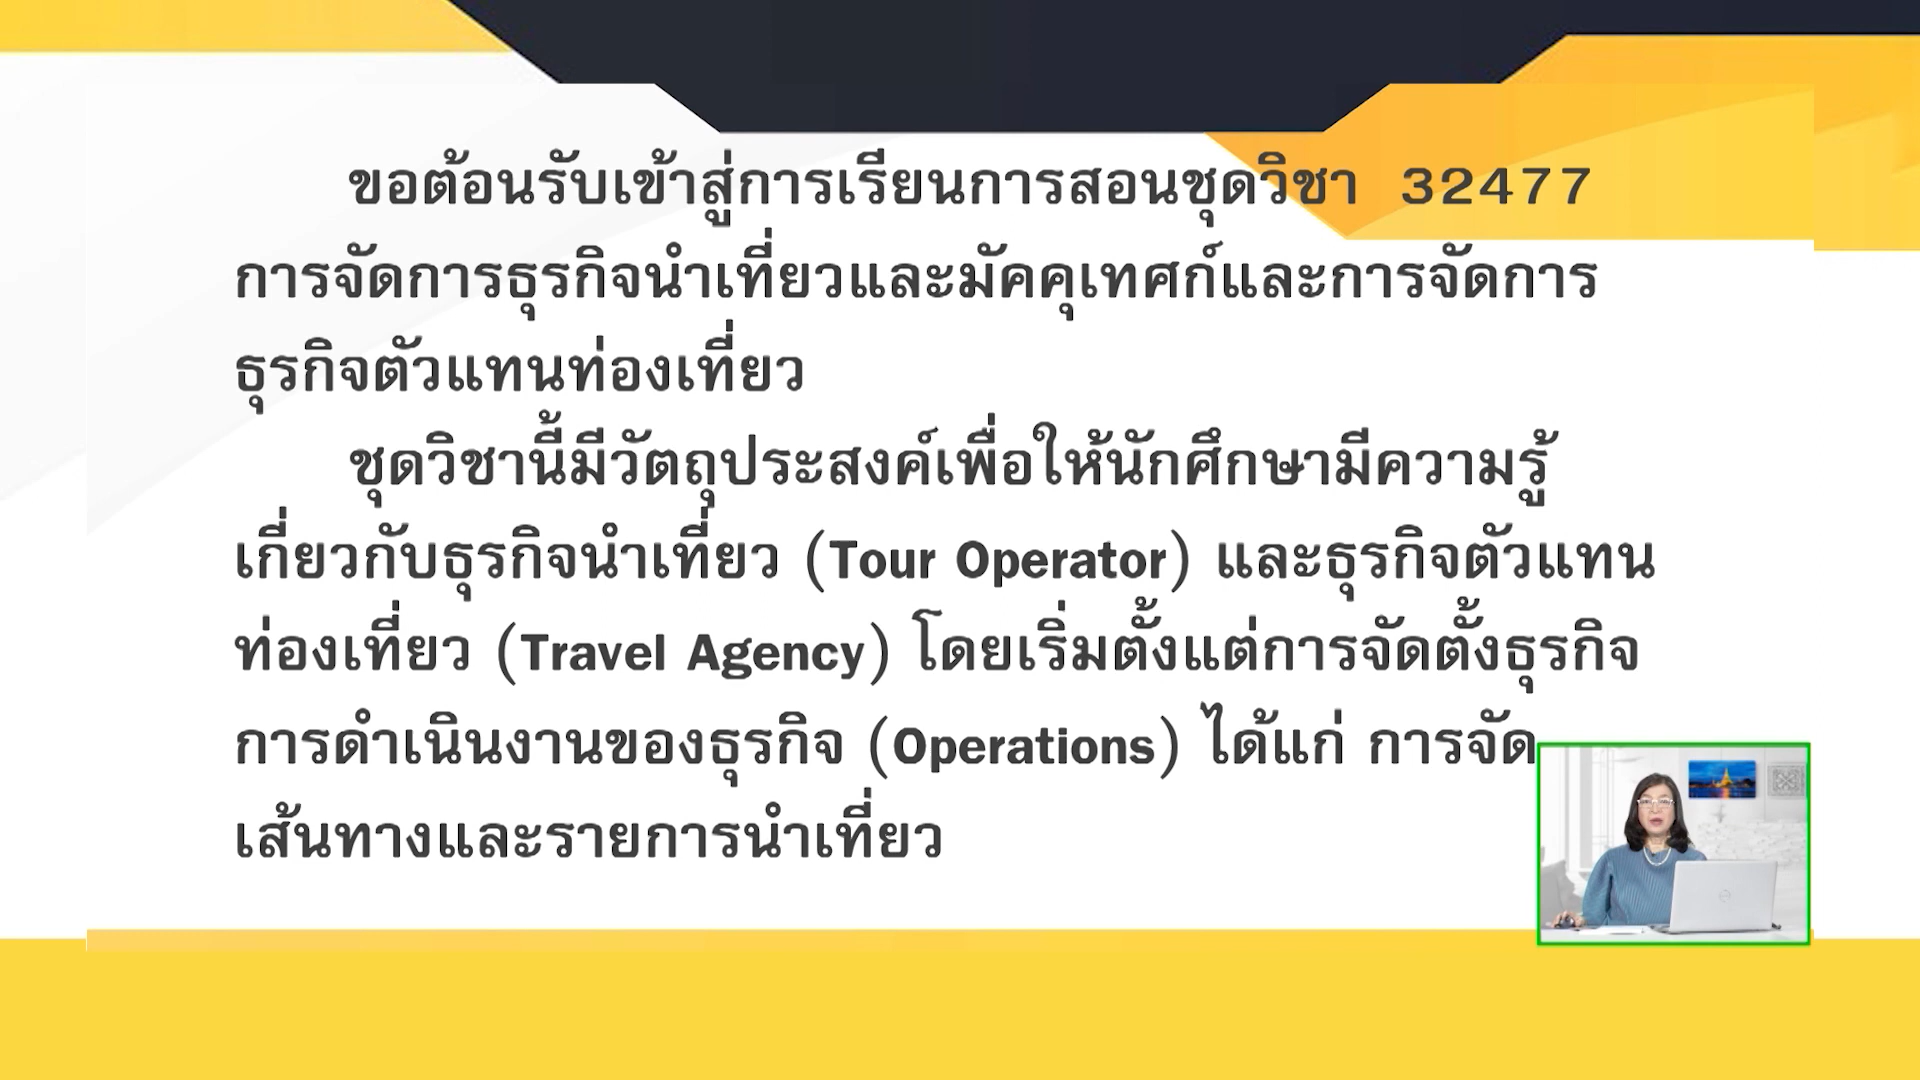 ขอต้อนรับเข้าสู่การเรียนการสอนชุดวิชา 32477
การจัดการธุรกิจนำเที่ยวและมัคคุเทศก์และการจัดการ
ธุรกิจตัวแทนท่องเที่ยว
ชุดวิชานี้มีวัตถุประสงค์เพื่อให้นักศึกษามีความรู้
เกี่ยวกับธุรกิจนำเที่ยว (Tour Operator) และธุรกิจตัวแทน
ท่องเที่ยว (Travel Agency) โดยเริ่มตั้งแต่การจัดตั้งธุรกิจ
การดำเนินงานของธุรกิจ (Operations) ได้แก่ การจัด
เส้นทางและรายการนำเที่ยว